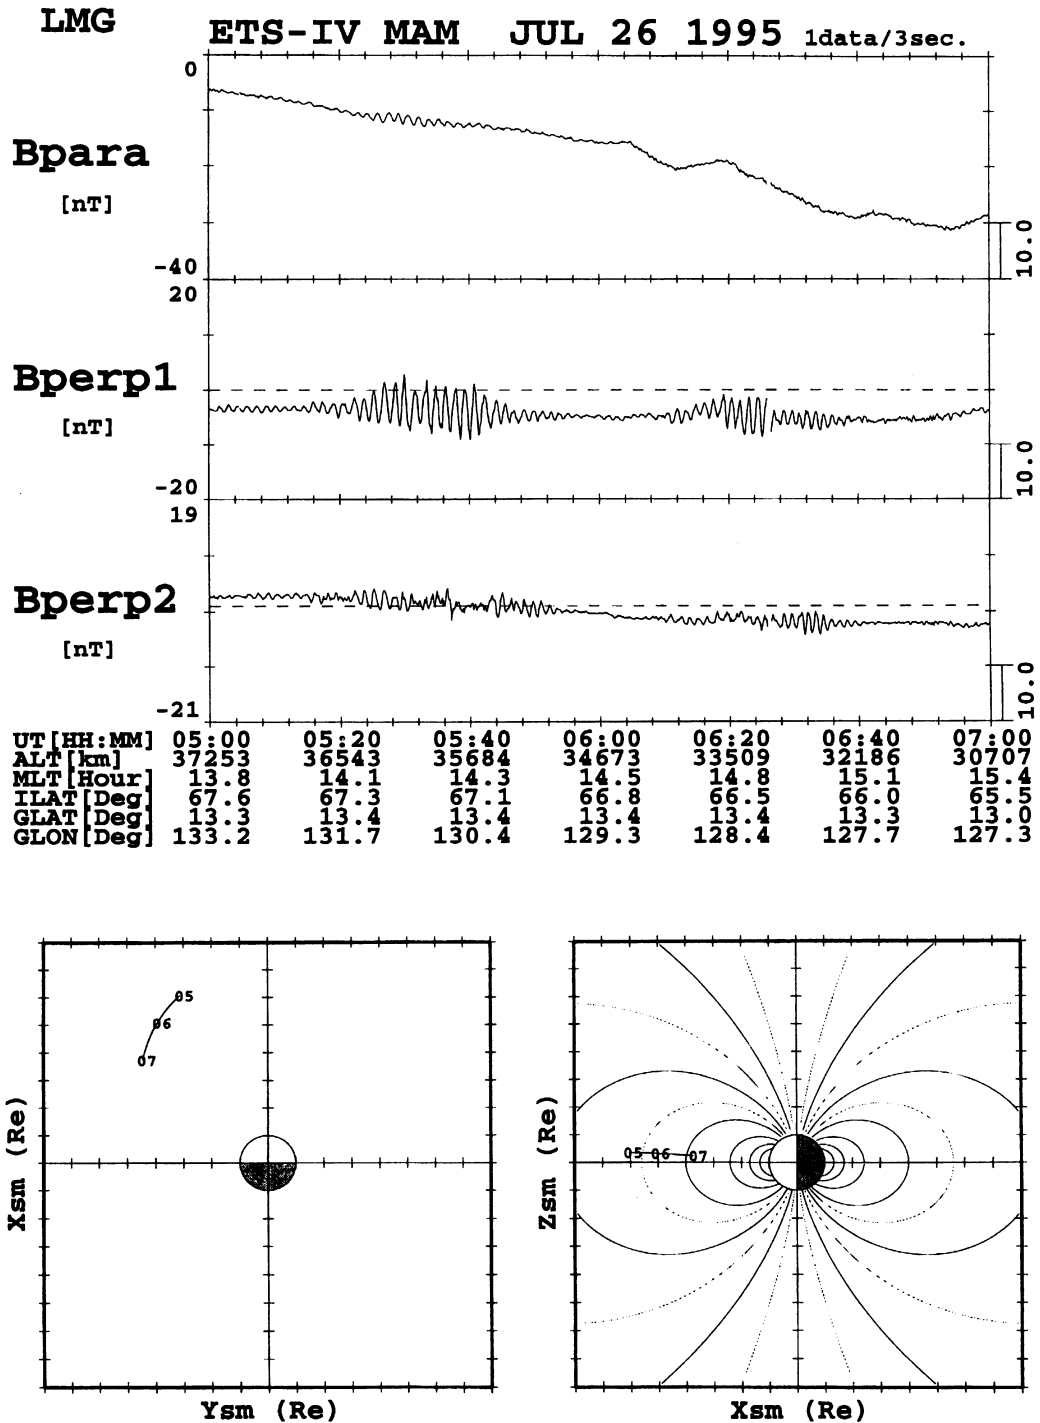 LMG
ETS-IV MAM JUL 26 1995 1data/3sec.
0
Bpara
[nT]
-40
10.0
20
Bperp1
[nT]
-20
10.0
19
Bperp2
[nT]
-21
10.0
UT[HH:MM] 05:00 05:20 05:40 06:00 06:20 06:40 07:00
ALT[km] 37253 36543 35684 34673 33509 32186 30707
MLT[Hour] 13.8 14.1 14.3 14.5 14.8 15.1 15.4
ILAT[Deg] 67.6 67.3 67.1 66.8 66.5 66.0 65.5
GLAT[Deg] 13.3 13.4 13.4 13.4 13.4 13.3 13.0
GLON[Deg] 133.2 131.7 130.4 129.3 128.4 127.7 127.3
Xsm (Re)
05
06
07
Ysm (Re)
Zsm (Re)
05 06 07
Xsm (Re)